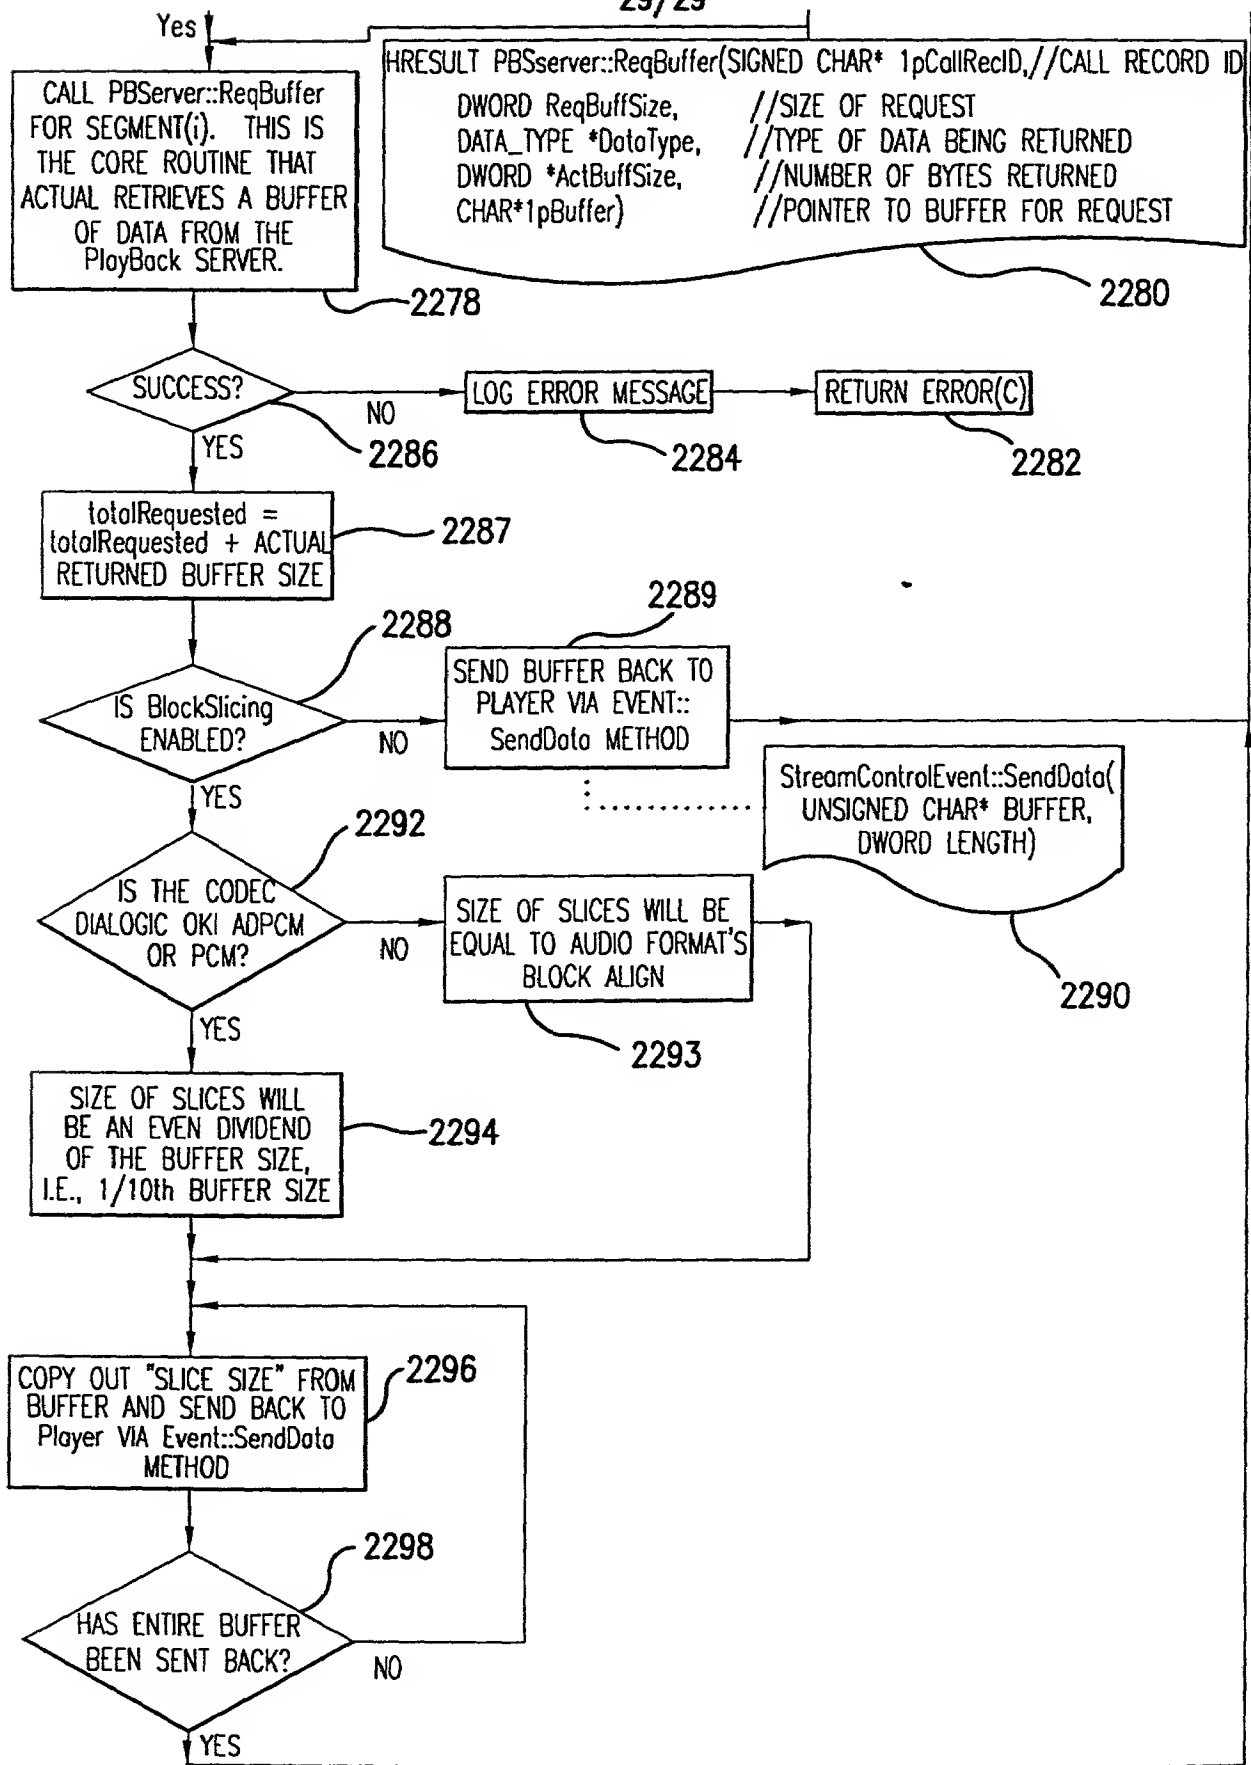 29/29
Yes
CALL PBServer::ReqBuffer
FOR SEGMENT(i). THIS IS
THE CORE ROUTINE THAT
ACTUAL RETRIEVES A BUFFER
OF DATA FROM THE
PlayBack SERVER.
2278
HRESULT PBSserver::ReqBuffer(SIGNED CHAR* 1pCallRecID,//CALL RECORD ID
DWORD ReqBuffSize, //SIZE OF REQUEST
DATA_TYPE *DataType, //TYPE OF DATA BEING RETURNED
DWORD *ActBuffSize, //NUMBER OF BYTES RETURNED
CHAR*1pBuffer) //POINTER TO BUFFER FOR REQUEST
2280
SUCCESS?
NO
YES
2286
LOG ERROR MESSAGE
2284
RETURN ERROR(C)
2282
totalRequested =
totalRequested + ACTUAL
RETURNED BUFFER SIZE
2287
2288
IS BlockSlicing
ENABLED?
NO
YES
2289
SEND BUFFER BACK TO
PLAYER VIA EVENT::
SendData METHOD
StreamControlEvent::SendData(
UNSIGNED CHAR* BUFFER,
DWORD LENGTH)
2290
2292
IS THE CODEC
DIALOGIC OKI ADPCM
OR PCM?
NO
YES
SIZE OF SLICES WILL BE
EQUAL TO AUDIO FORMAT'S
BLOCK ALIGN
2293
SIZE OF SLICES WILL
BE AN EVEN DIVIDEND
OF THE BUFFER SIZE,
I.E., 1/10th BUFFER SIZE
2294
COPY OUT "SLICE SIZE" FROM
BUFFER AND SEND BACK TO
Player VIA Event::SendData
METHOD
2296
2298
HAS ENTIRE BUFFER
BEEN SENT BACK?
NO
YES